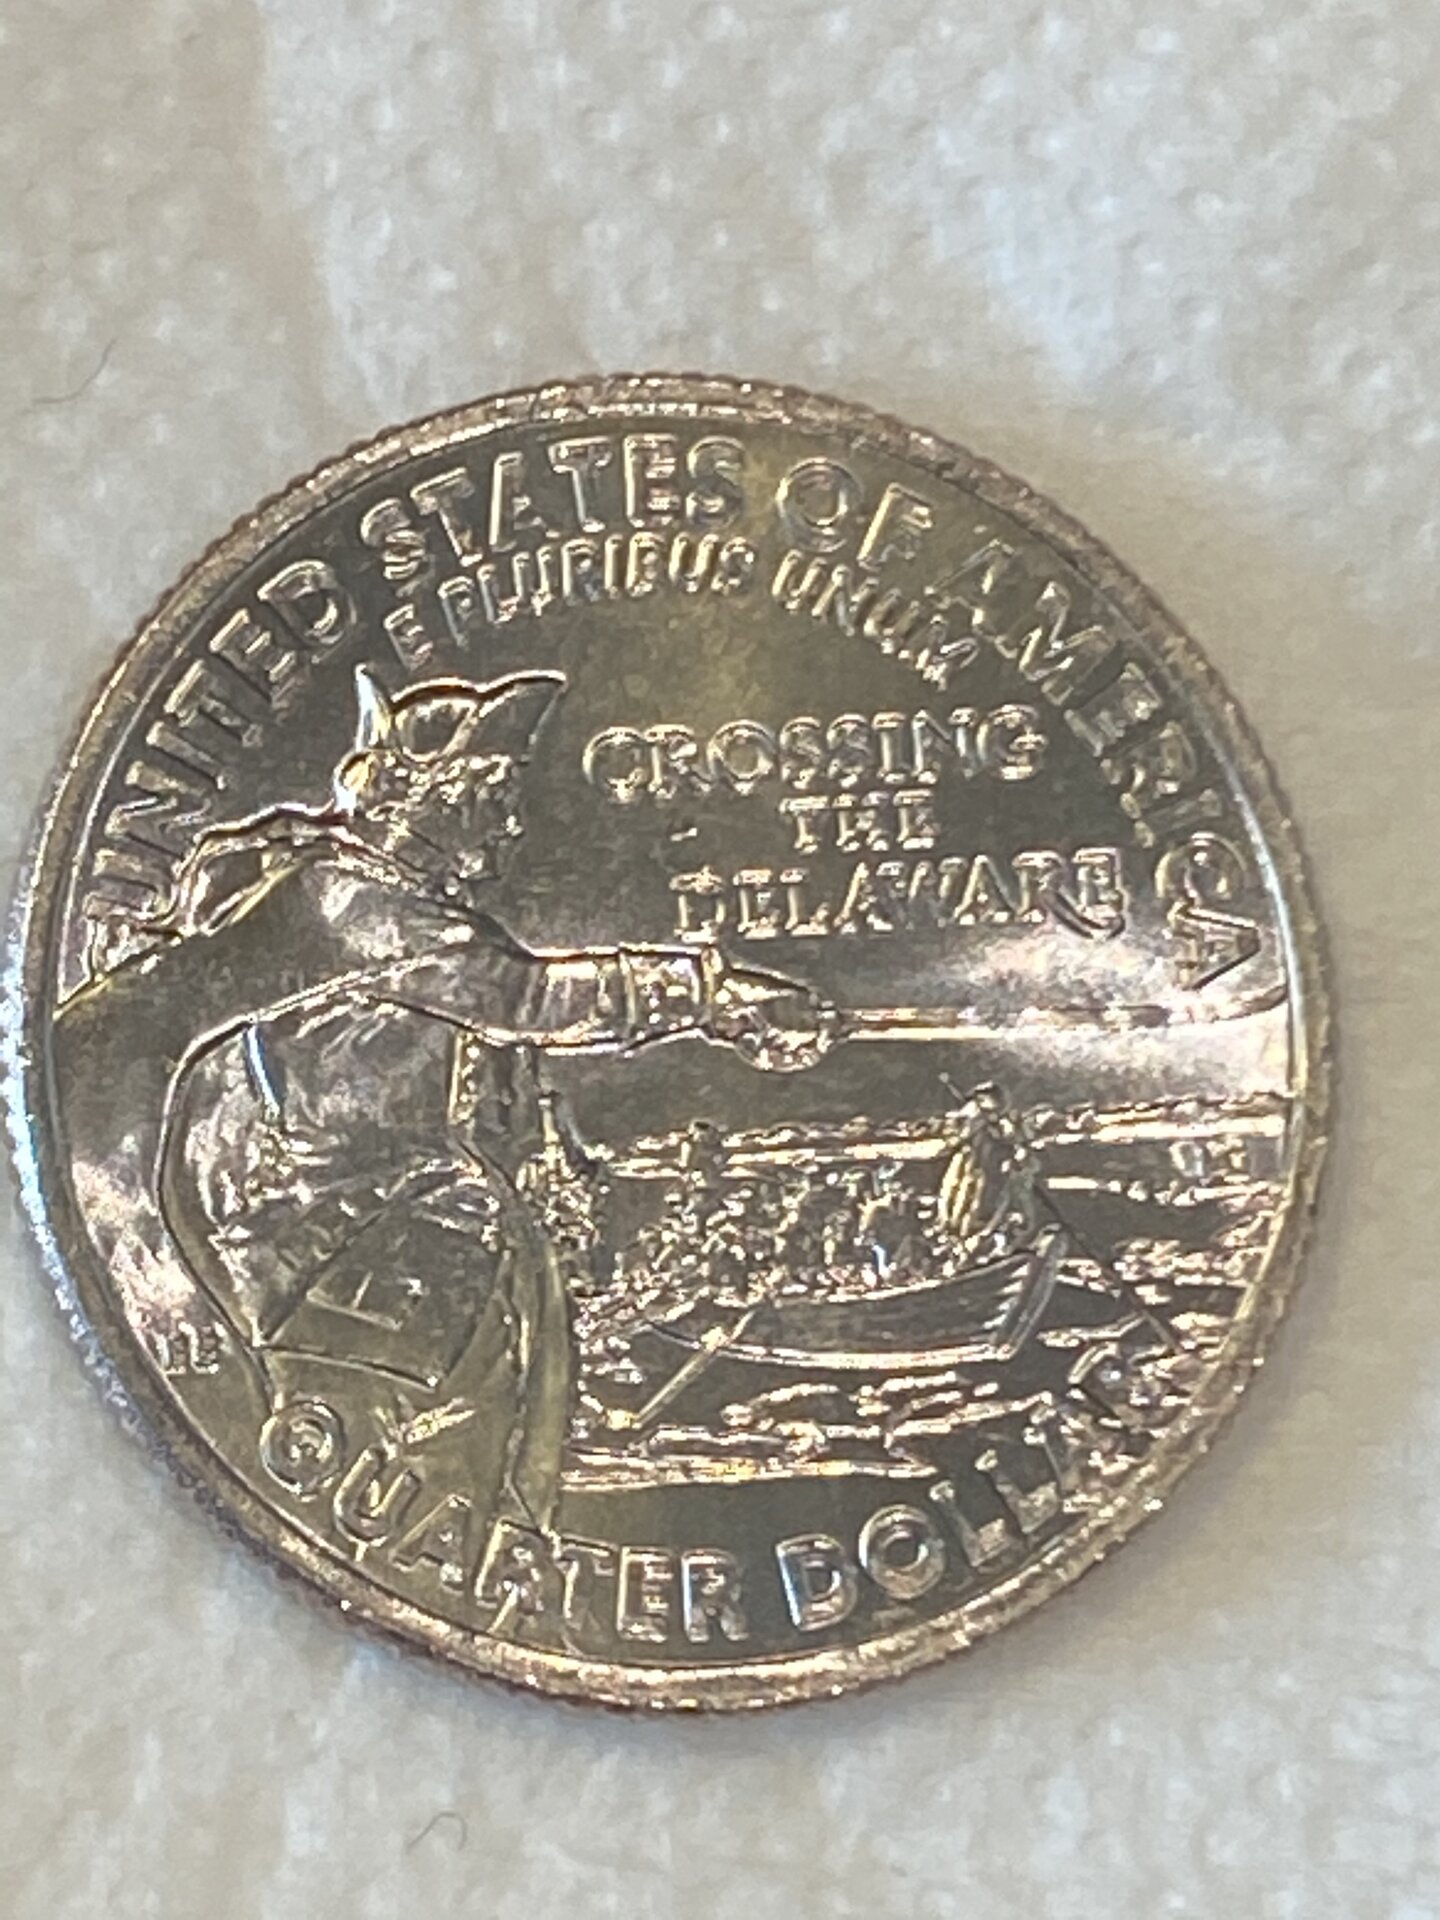 UNITED STATES OF AMERICA
E PLURIBUS UNUM
CROSSING
THE
DELAWARE
QUARTER DOLLAR